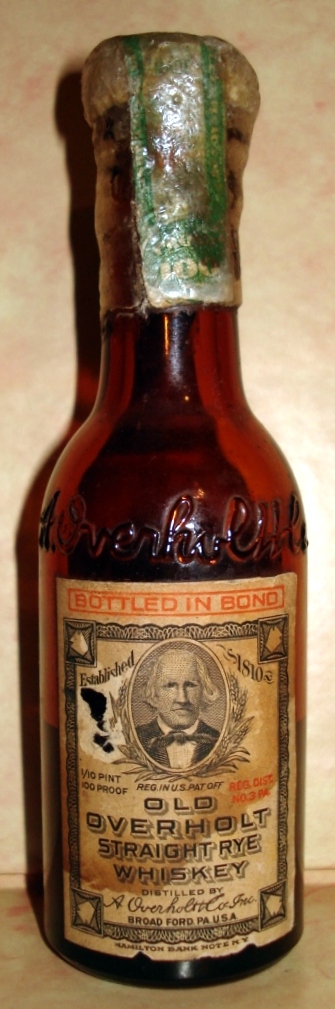 A. Overholt & Co
BOTTLED IN BOND
Established 1810
1/10 PINT
100 PROOF
REG. IN U.S. PAT OFF
REG. DIST.
NO. 3 PA.
OLD
OVERHOLT
STRAIGHT RYE
WHISKEY
DISTILLED BY
A. Overholt & Co. Inc.
BROAD FORD, PA. U.S.A.
HAMILTON BANK NOTE N.Y.